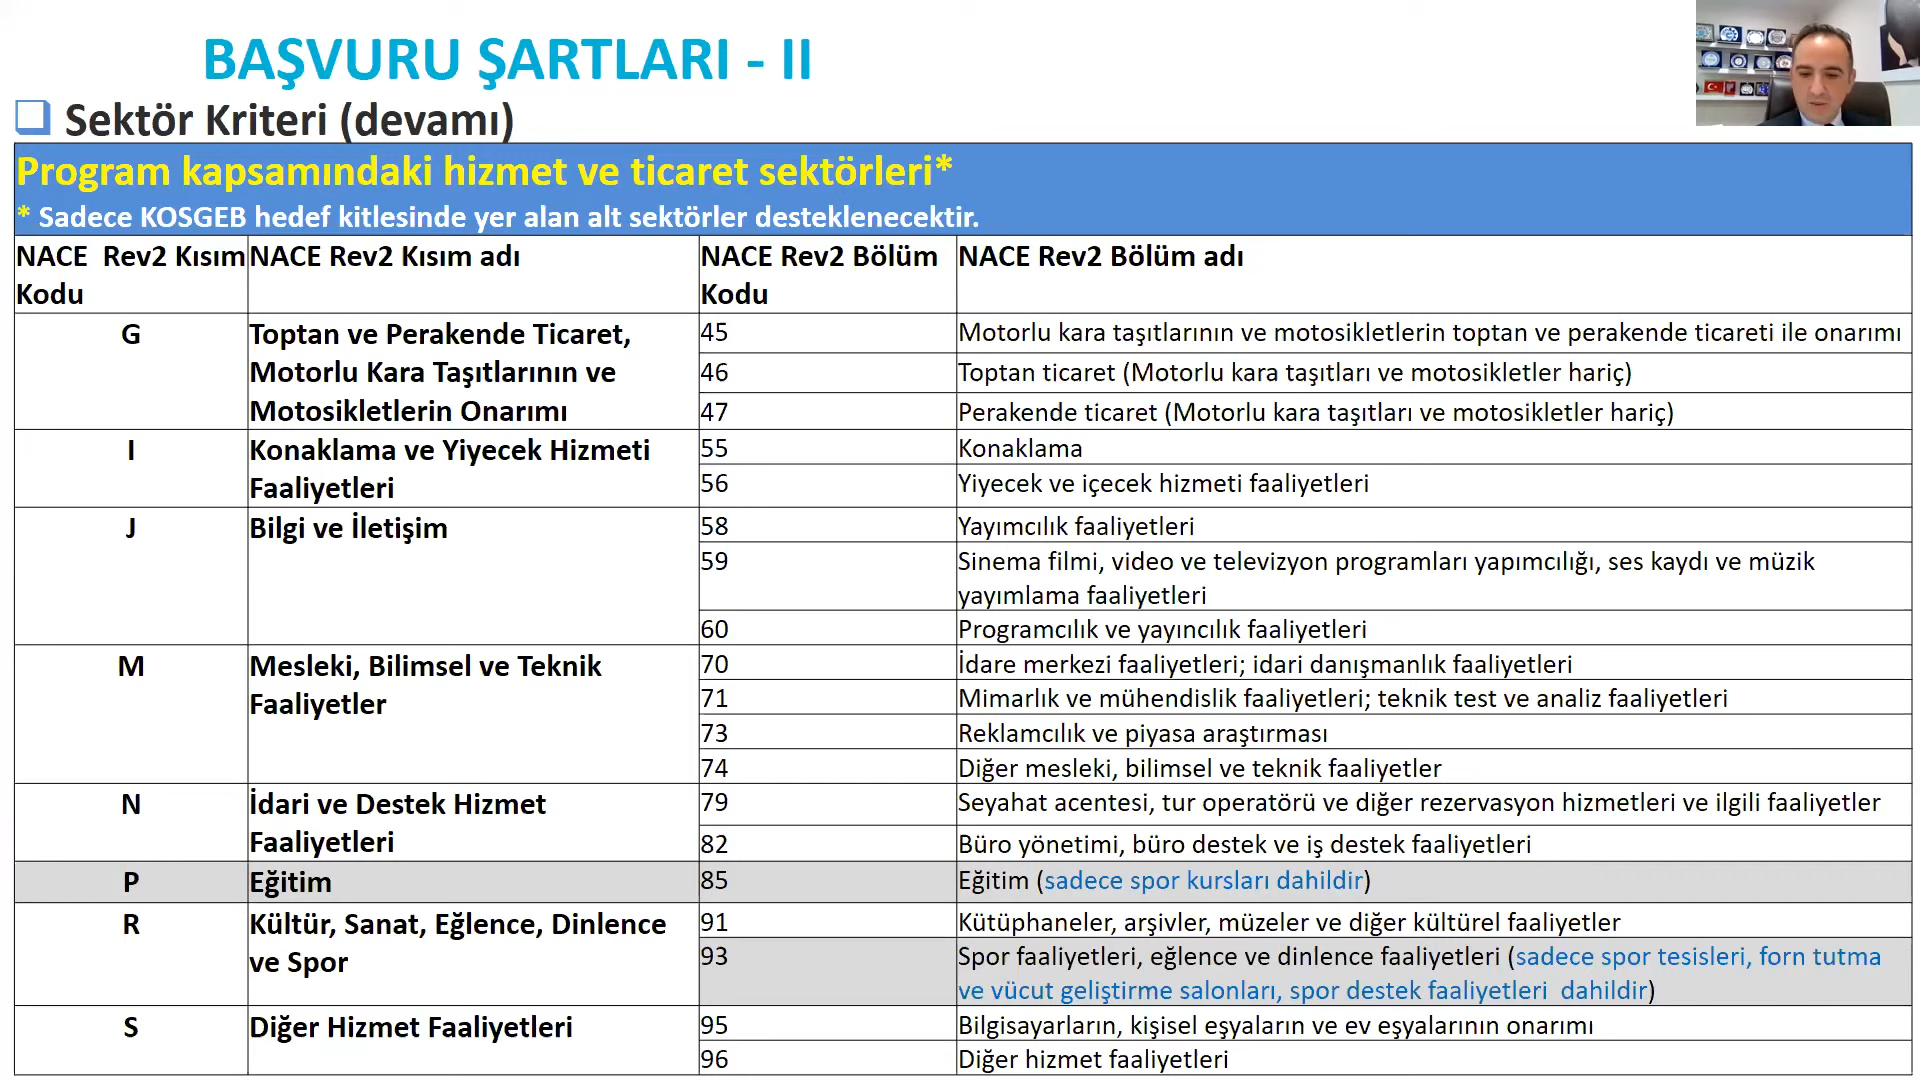 BAŞVURU ŞARTLARI - II
Sektör Kriteri (devamı)
Program kapsamındaki hizmet ve ticaret sektörleri*
* Sadece KOSGEB hedef kitlesinde yer alan alt sektörler desteklenecektir.
NACE Rev2 Kısım Kodu
NACE Rev2 Kısım adı
NACE Rev2 Bölüm Kodu
NACE Rev2 Bölüm adı
G
Toptan ve Perakende Ticaret,
Motorlu Kara Taşıtlarının ve
Motosikletlerin Onarımı
45
Motorlu kara taşıtlarının ve motosikletlerin toptan ve perakende ticareti ile onarımı
46
Toptan ticaret (Motorlu kara taşıtları ve motosikletler hariç)
47
Perakende ticaret (Motorlu kara taşıtları ve motosikletler hariç)
I
Konaklama ve Yiyecek Hizmeti
Faaliyetleri
55
Konaklama
56
Yiyecek ve içecek hizmeti faaliyetleri
J
Bilgi ve İletişim
58
Yayımcılık faaliyetleri
59
Sinema filmi, video ve televizyon programları yapımcılığı, ses kaydı ve müzik
yayımlama faaliyetleri
60
Programcılık ve yayıncılık faaliyetleri
M
Mesleki, Bilimsel ve Teknik
Faaliyetler
70
İdare merkezi faaliyetleri; idari danışmanlık faaliyetleri
71
Mimarlık ve mühendislik faaliyetleri; teknik test ve analiz faaliyetleri
73
Reklamcılık ve piyasa araştırması
74
Diğer mesleki, bilimsel ve teknik faaliyetler
N
İdari ve Destek Hizmet
Faaliyetleri
79
Seyahat acentesi, tur operatörü ve diğer rezervasyon hizmetleri ve ilgili faaliyetler
82
Büro yönetimi, büro destek ve iş destek faaliyetleri
P
Eğitim
85
Eğitim (sadece spor kursları dahildir)
R
Kültür, Sanat, Eğlence, Dinlence
ve Spor
91
Kütüphaneler, arşivler, müzeler ve diğer kültürel faaliyetler
93
Spor faaliyetleri, eğlence ve dinlence faaliyetleri (sadece spor tesisleri, forn tutma
ve vücut geliştirme salonları, spor destek faaliyetleri dahildir)
S
Diğer Hizmet Faaliyetleri
95
Bilgisayarların, kişisel eşyaların ve ev eşyalarının onarımı
96
Diğer hizmet faaliyetleri